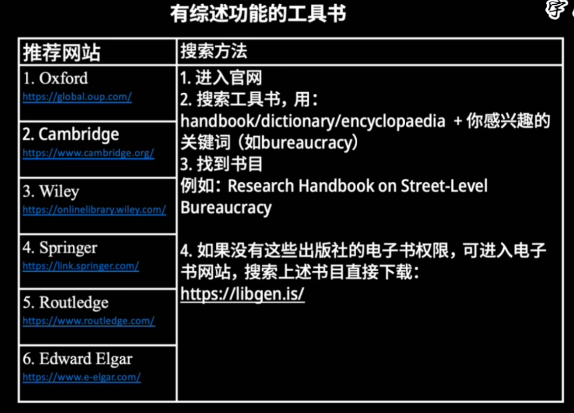 有综述功能的工具书
字
推荐网站
搜索方法
1. Oxford
https://global.oup.com/
2. Cambridge
https://www.cambridge.org/
3. Wiley
https://onlinelibrary.wiley.com/
4. Springer
https://link.springer.com/
5. Routledge
https://www.routledge.com/
6. Edward Elgar
https://www.e-elgar.com/
1. 进入官网
2. 搜索工具书，用：
handbook/dictionary/encyclopaedia + 你感兴趣的
关键词（如bureaucracy）
3. 找到书目
例如：Research Handbook on Street-Level
Bureaucracy
4. 如果没有这些出版社的电子书权限，可进入电子
书网站，搜索上述书目直接下载：
https://libgen.is/